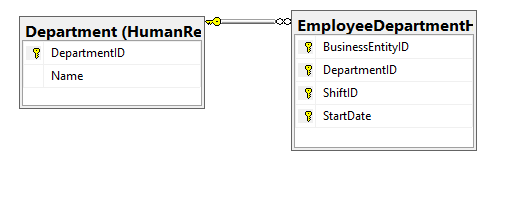 Department (HumanRe
DepartmentID
Name
EmployeeDepartmentH
BusinessEntityID
DepartmentID
ShiftID
StartDate